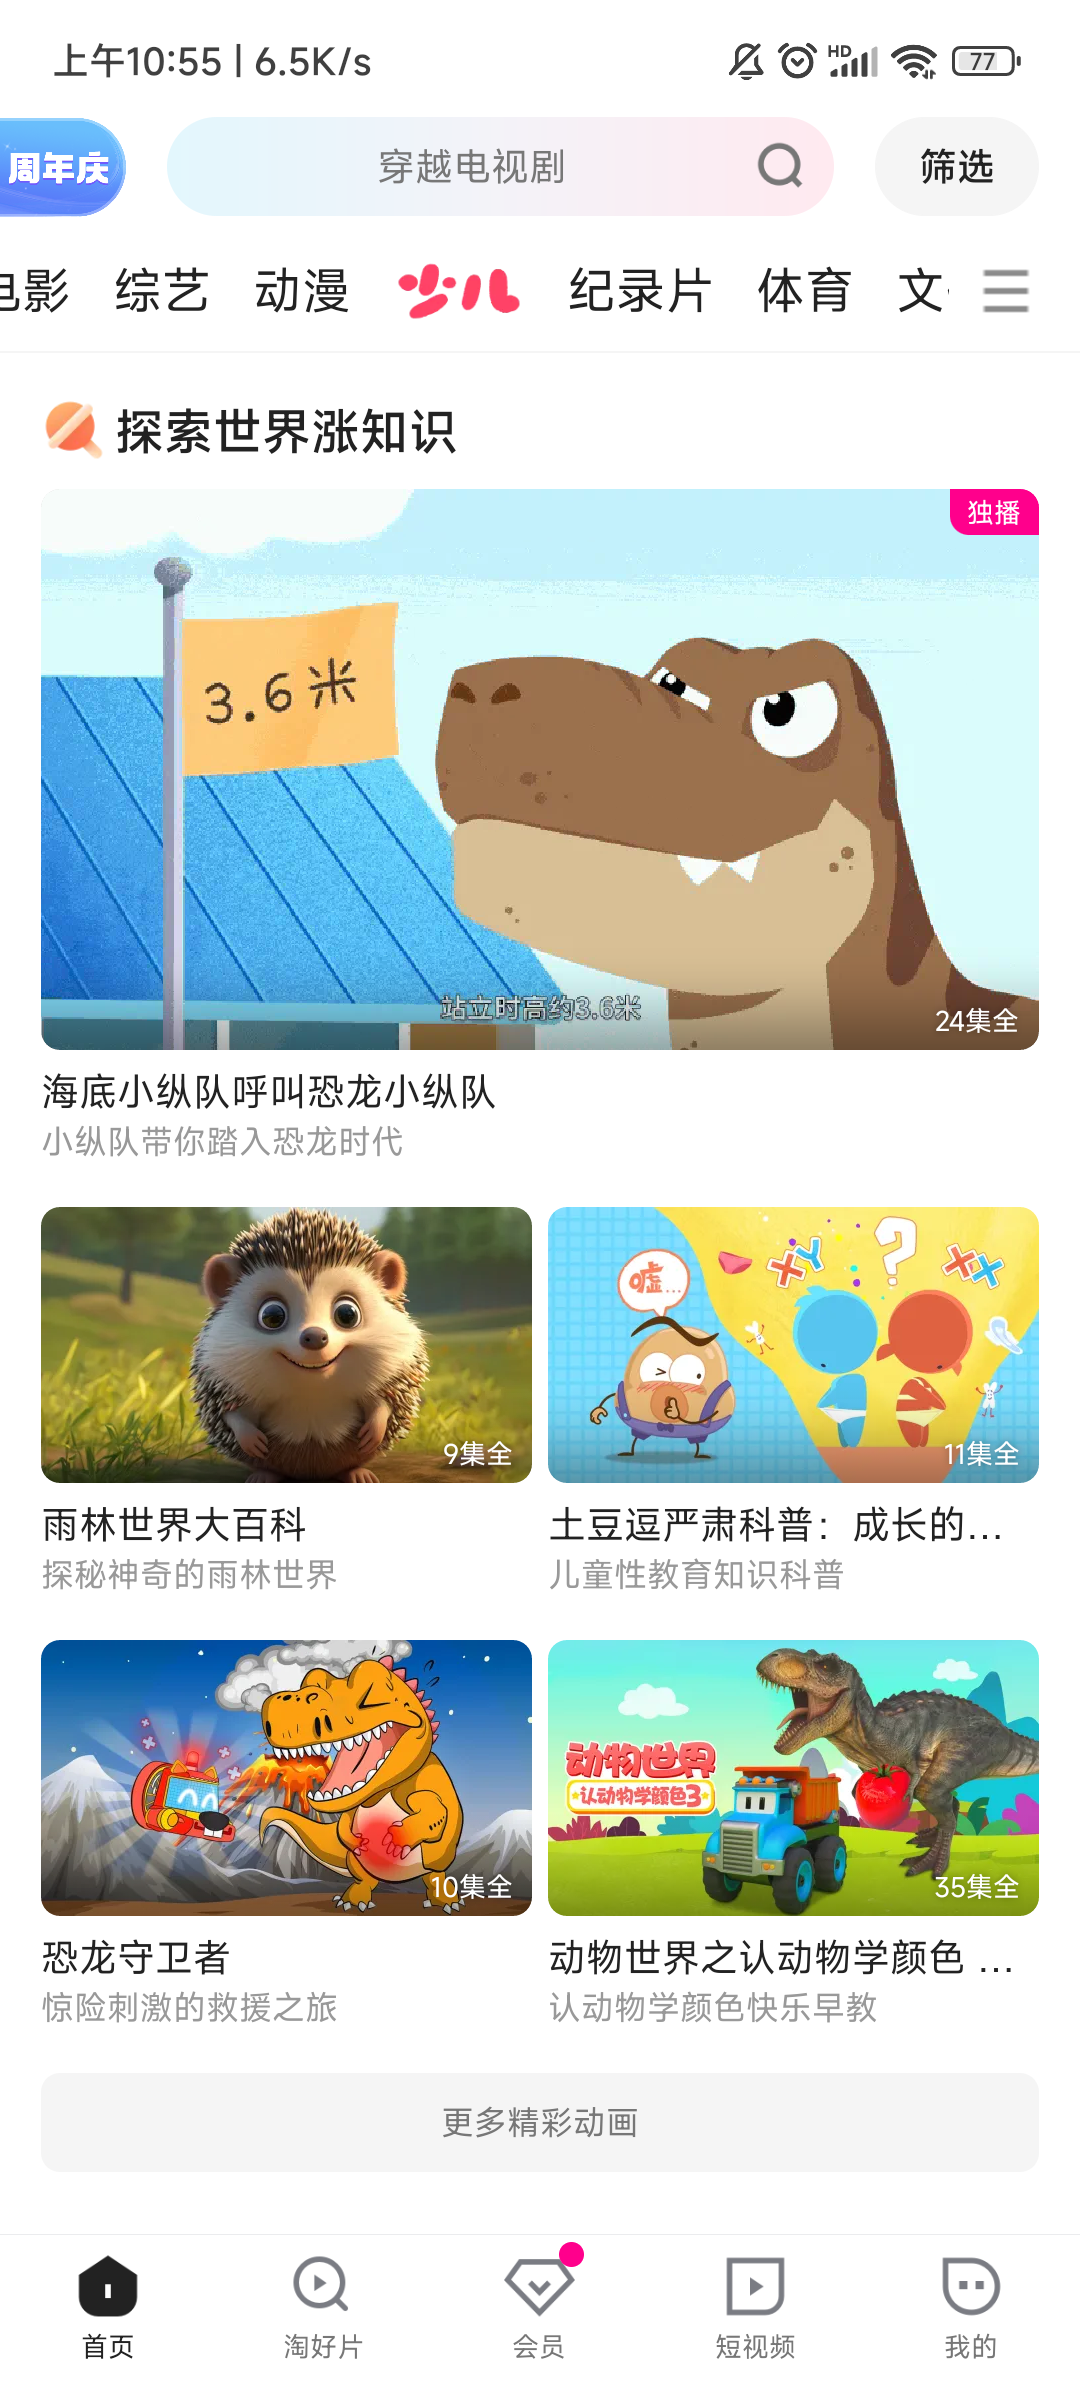 上午10:55 | 6.5K/s
HD
77
周年庆
穿越电视剧
筛选
电影 综艺 动漫 少儿 纪录片 体育 文
探索世界涨知识
独播
3.6米
站立时高约3.6米
24集全
海底小纵队呼叫恐龙小纵队
小纵队带你踏入恐龙时代
嘘...
XY
?
XX
9集全
11集全
雨林世界大百科
探秘神奇的雨林世界
土豆逗严肃科普：成长的...
儿童性教育知识科普
动物世界
认动物学颜色3
10集全
35集全
恐龙守卫者
惊险刺激的救援之旅
动物世界之认动物学颜色 ...
认动物学颜色快乐早教
更多精彩动画
首页
淘好片
会员
短视频
我的